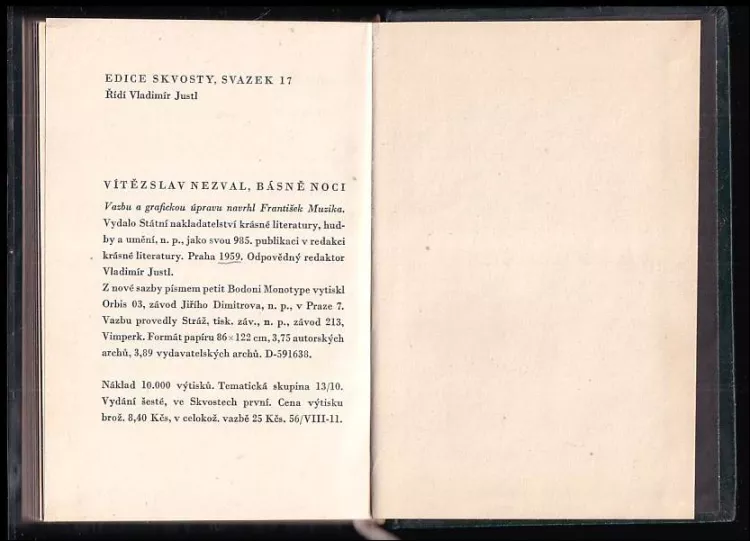 EDICE SKVOSTY, SVAZEK 17
Řídí Vladimír Justl
VÍTĚZSLAV NEZVAL, BÁSNĚ NOCI
Vazbu a grafickou úpravu navrhl František Muzika.
Vydalo Státní nakladatelství krásné literatury, hud-
by a umění, n. p., jako svou 985. publikaci v redakci
krásné literatury. Praha 1959. Odpovědný redaktor
Vladimír Justl.
Z nové sazby písmem petit Bodoni Monotype vytiskl
Orbis 03, závod Jiřího Dimitrova, n. p., v Praze 7.
Vazbu provedly Stráž, tisk. záv., n. p., závod 213,
Vimperk. Formát papíru 86×122 cm, 3,75 autorských
archů, 3,89 vydavatelských archů. D-591638.
Náklad 10.000 výtisků. Tematická skupina 13/10.
Vydání šesté, ve Skvostech první. Cena výtisku
brož. 8,40 Kčs, v celokož. vazbě 25 Kčs. 56/VIII-11.